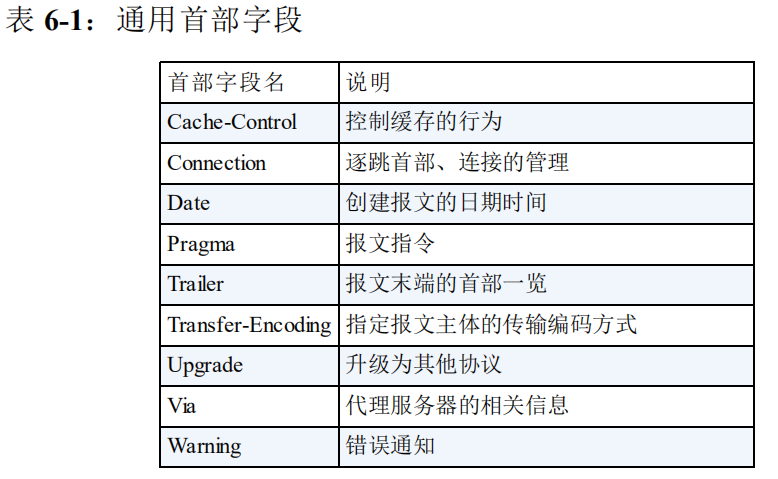 表 6-1：通用首部字段
首部字段名 说明
Cache-Control 控制缓存的行为
Connection 逐跳首部、连接的管理
Date 创建报文的日期时间
Pragma 报文指令
Trailer 报文末端的首部一览
Transfer-Encoding 指定报文主体的传输编码方式
Upgrade 升级为其他协议
Via 代理服务器的相关信息
Warning 错误通知